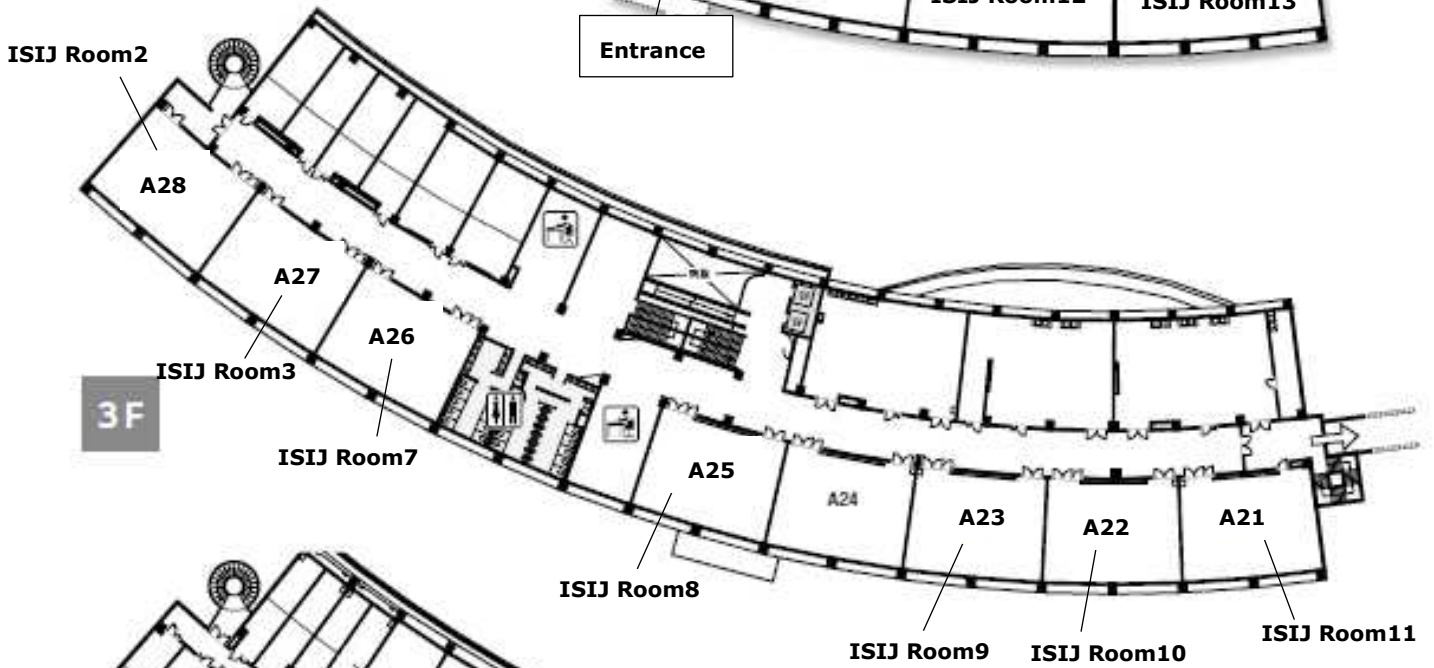 ISIJ Room12
ISIJ Room13
Entrance
ISIJ Room2
A28
A27
A26
ISIJ Room3
3F
ISIJ Room7
A25
A24
A23
A22
A21
ISIJ Room8
ISIJ Room9
ISIJ Room10
ISIJ Room11